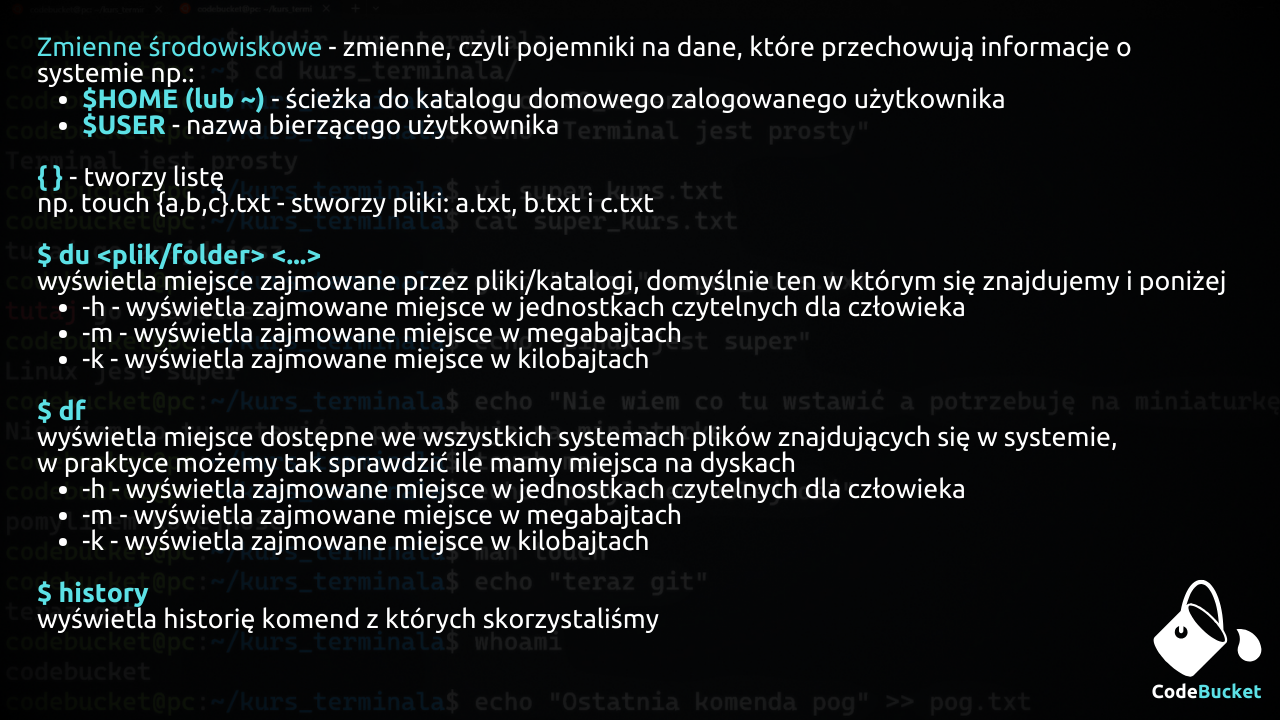 Zmienne środowiskowe - zmienne, czyli pojemniki na dane, które przechowują informacje o
systemie np.:
• $HOME (lub ~) - ścieżka do katalogu domowego zalogowanego użytkownika
• $USER - nazwa bierzącego użytkownika
{ } - tworzy listę
np. touch {a,b,c}.txt - stworzy pliki: a.txt, b.txt i c.txt
$ du <plik/folder> <...>
wyświetla miejsce zajmowane przez pliki/katalogi, domyślnie ten w którym się znajdujemy i poniżej
• -h - wyświetla zajmowane miejsce w jednostkach czytelnych dla człowieka
• -m - wyświetla zajmowane miejsce w megabajtach
• -k - wyświetla zajmowane miejsce w kilobajtach
$ df
wyświetla miejsce dostępne we wszystkich systemach plików znajdujących się w systemie,
w praktyce możemy tak sprawdzić ile mamy miejsca na dyskach
• -h - wyświetla zajmowane miejsce w jednostkach czytelnych dla człowieka
• -m - wyświetla zajmowane miejsce w megabajtach
• -k - wyświetla zajmowane miejsce w kilobajtach
$ history
wyświetla historię komend z których skorzystaliśmy
CodeBucket